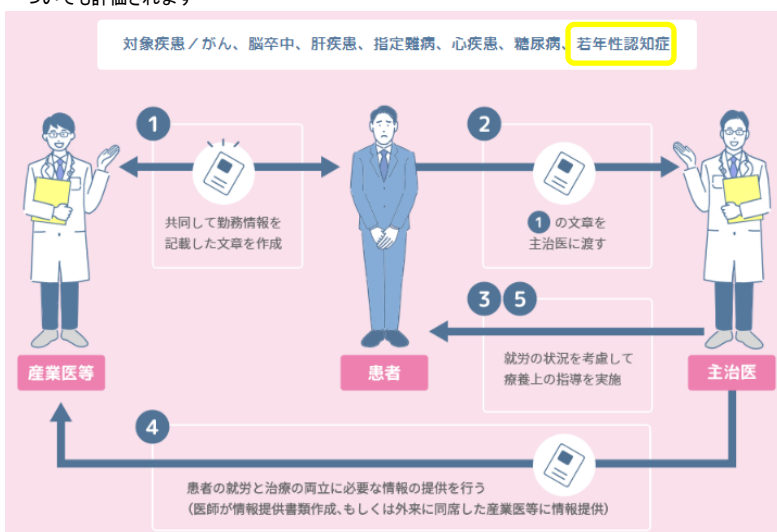 ついても評価されます
対象疾患/がん、脳卒中、肝疾患、指定難病、心疾患、糖尿病、若年性認知症
1
2
共同して勤務情報を
記載した文章を作成
1 の文章を
主治医に渡す
3 5
就労の状況を考慮して
療養上の指導を実施
産業医等
患者
主治医
4
患者の就労と治療の両立に必要な情報の提供を行う
(医師が情報提供書類作成、もしくは外来に同席した産業医等に情報提供)